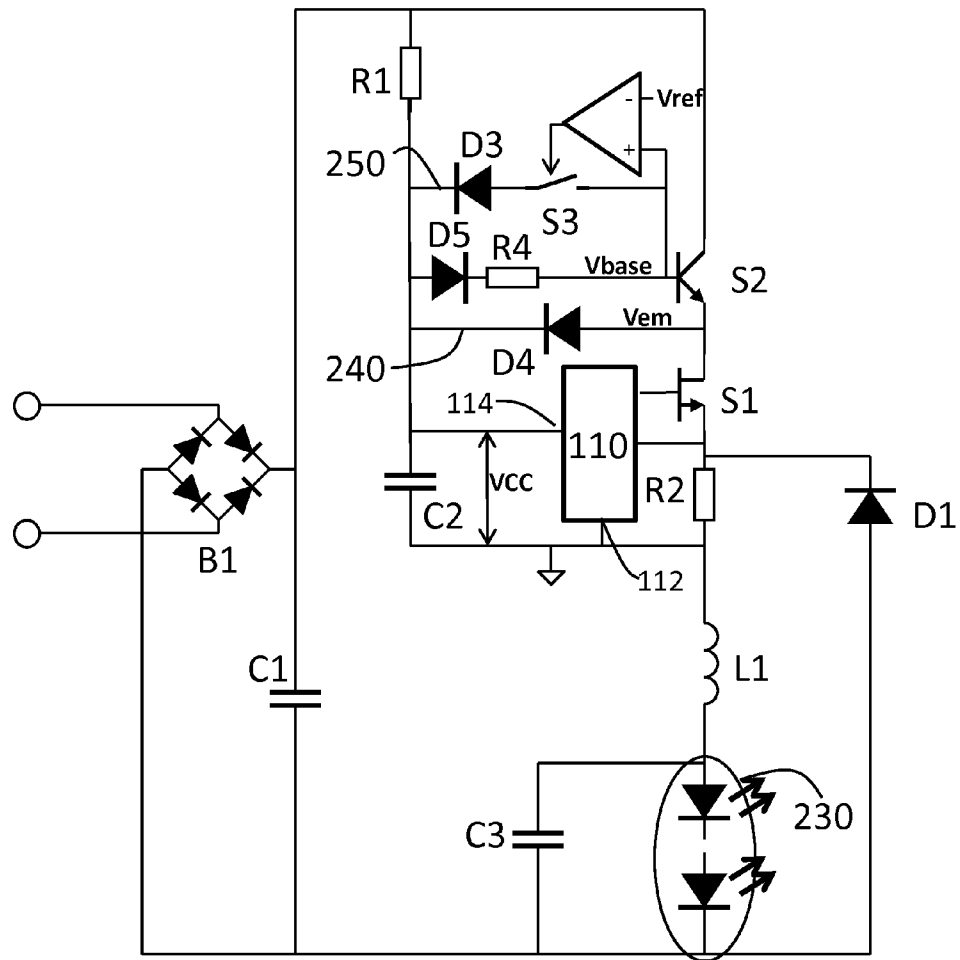 R1
- Vref
D3
+
250
S3
D5
R4
Vbase
S2
Vem
240
D4
114
S1
110
VCC
R2
C2
D1
B1
112
C1
L1
230
C3